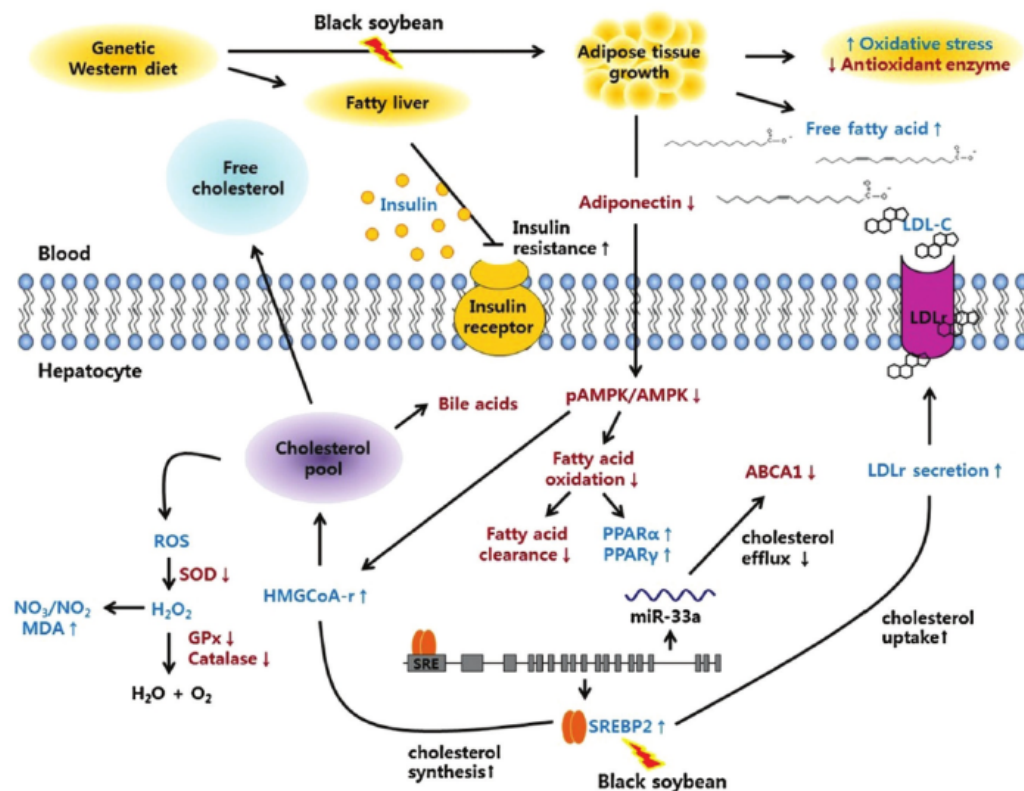 Black soybean
Genetic
Western diet
Adipose tissue
growth
↑ Oxidative stress
↓ Antioxidant enzyme
Fatty liver
Free fatty acid ↑
Free
cholesterol
Insulin
Adiponectin ↓
Insulin
resistance ↑
LDL-C
Blood
Insulin
receptor
LDLr
Hepatocyte
Bile acids
pAMPK/AMPK ↓
Cholesterol
pool
Fatty acid
oxidation ↓
ABCA1 ↓
LDLr secretion ↑
Fatty acid
clearance ↓
PPARα ↑
PPARγ ↑
cholesterol
efflux ↓
ROS
SOD ↓
HMGCoA-r ↑
NO₃/NO₂
MDA ↑
H₂O₂
miR-33a
cholesterol
uptake↑
GPx ↓
Catalase ↓
SRE
H₂O + O₂
SREBP2 ↑
cholesterol
synthesis↑
Black soybean